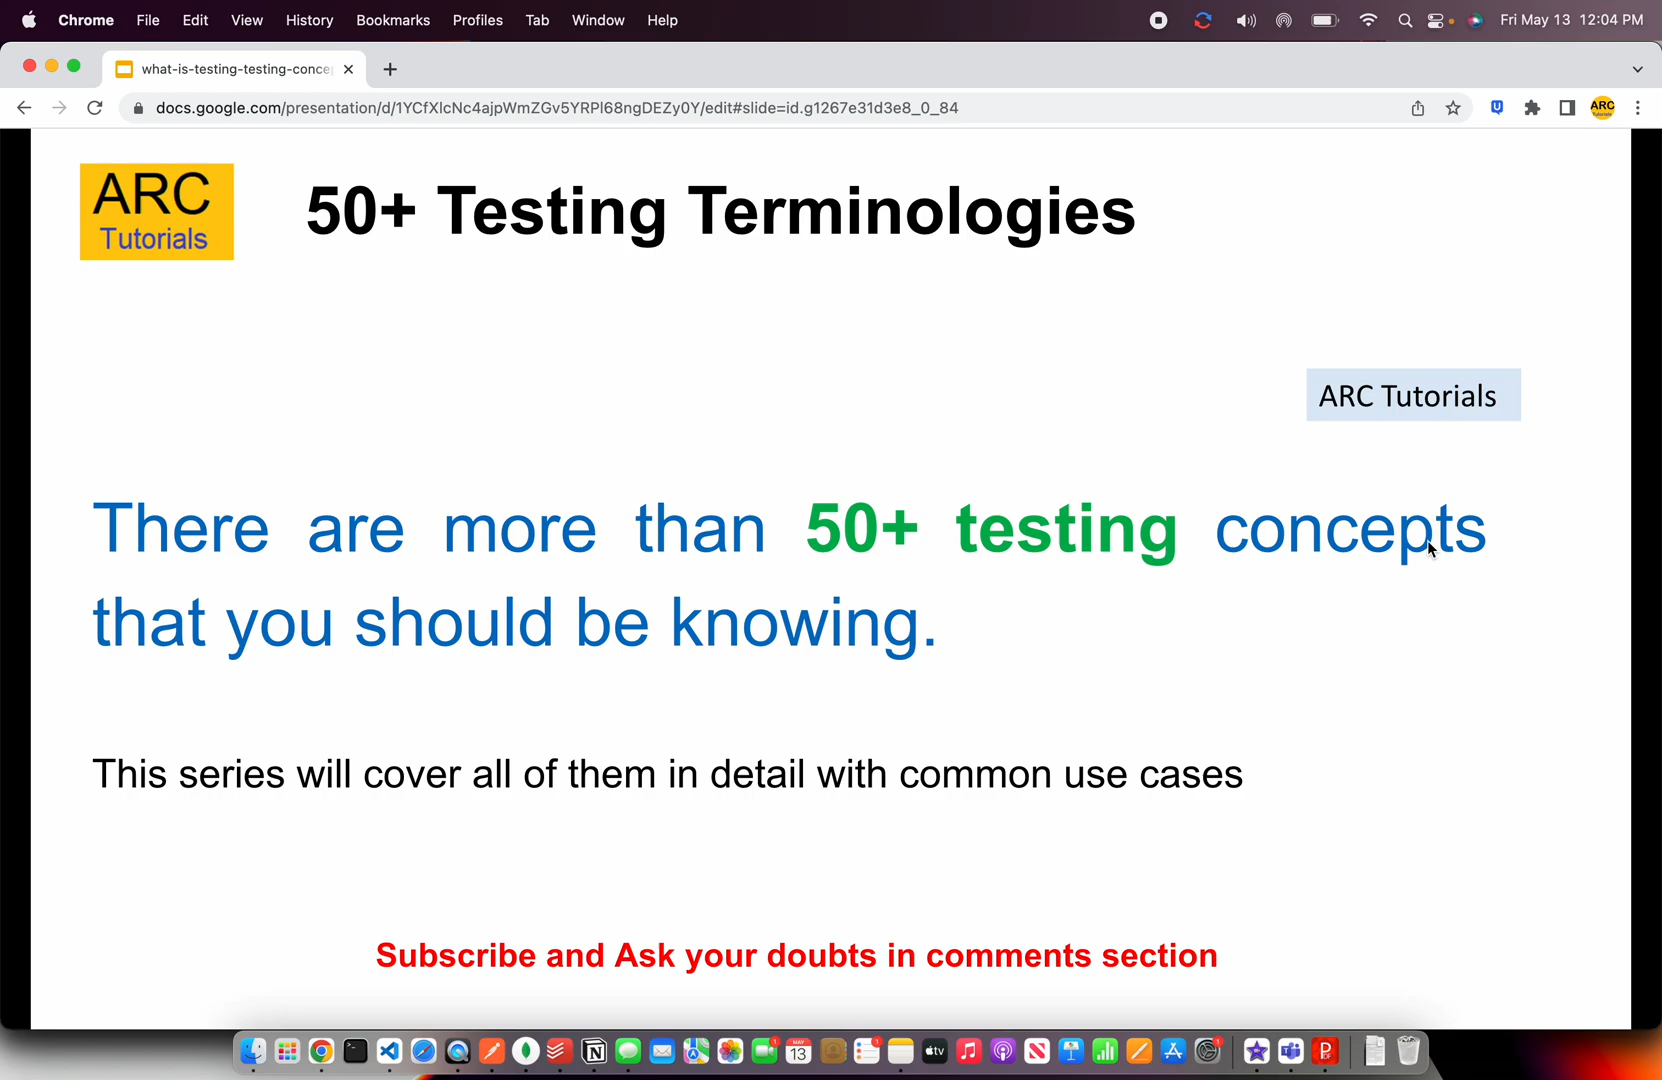 Chrome File Edit View History Bookmarks Profiles Tab Window Help Fri May 13 12:04 PM
what-is-testing-testing-conce
docs.google.com/presentation/d/1YCfXlcNc4ajpWmZGv5YRPl68ngDEZy0Y/edit#slide=id.g1267e31d3e8_0_84
ARC
Tutorials
50+ Testing Terminologies
ARC Tutorials
There are more than 50+ testing concepts
that you should be knowing.
This series will cover all of them in detail with common use cases
Subscribe and Ask your doubts in comments section